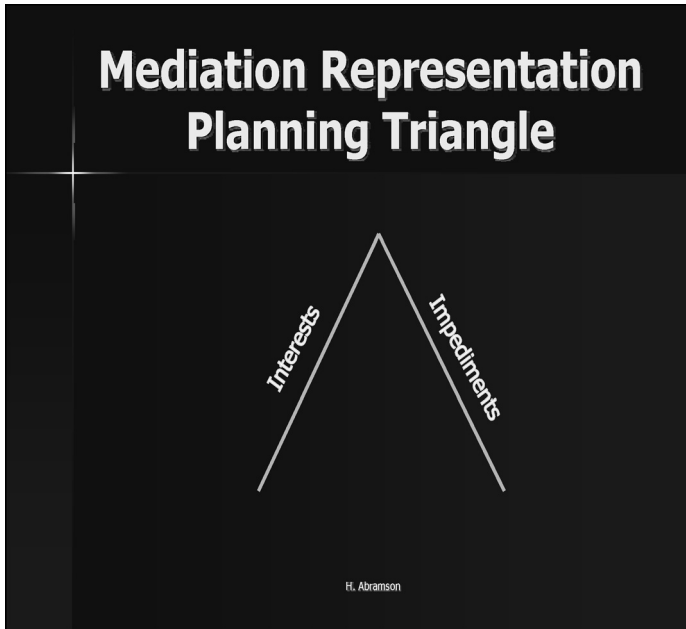 Mediation Representation
Planning Triangle
Interests
Impediments
H. Abramson